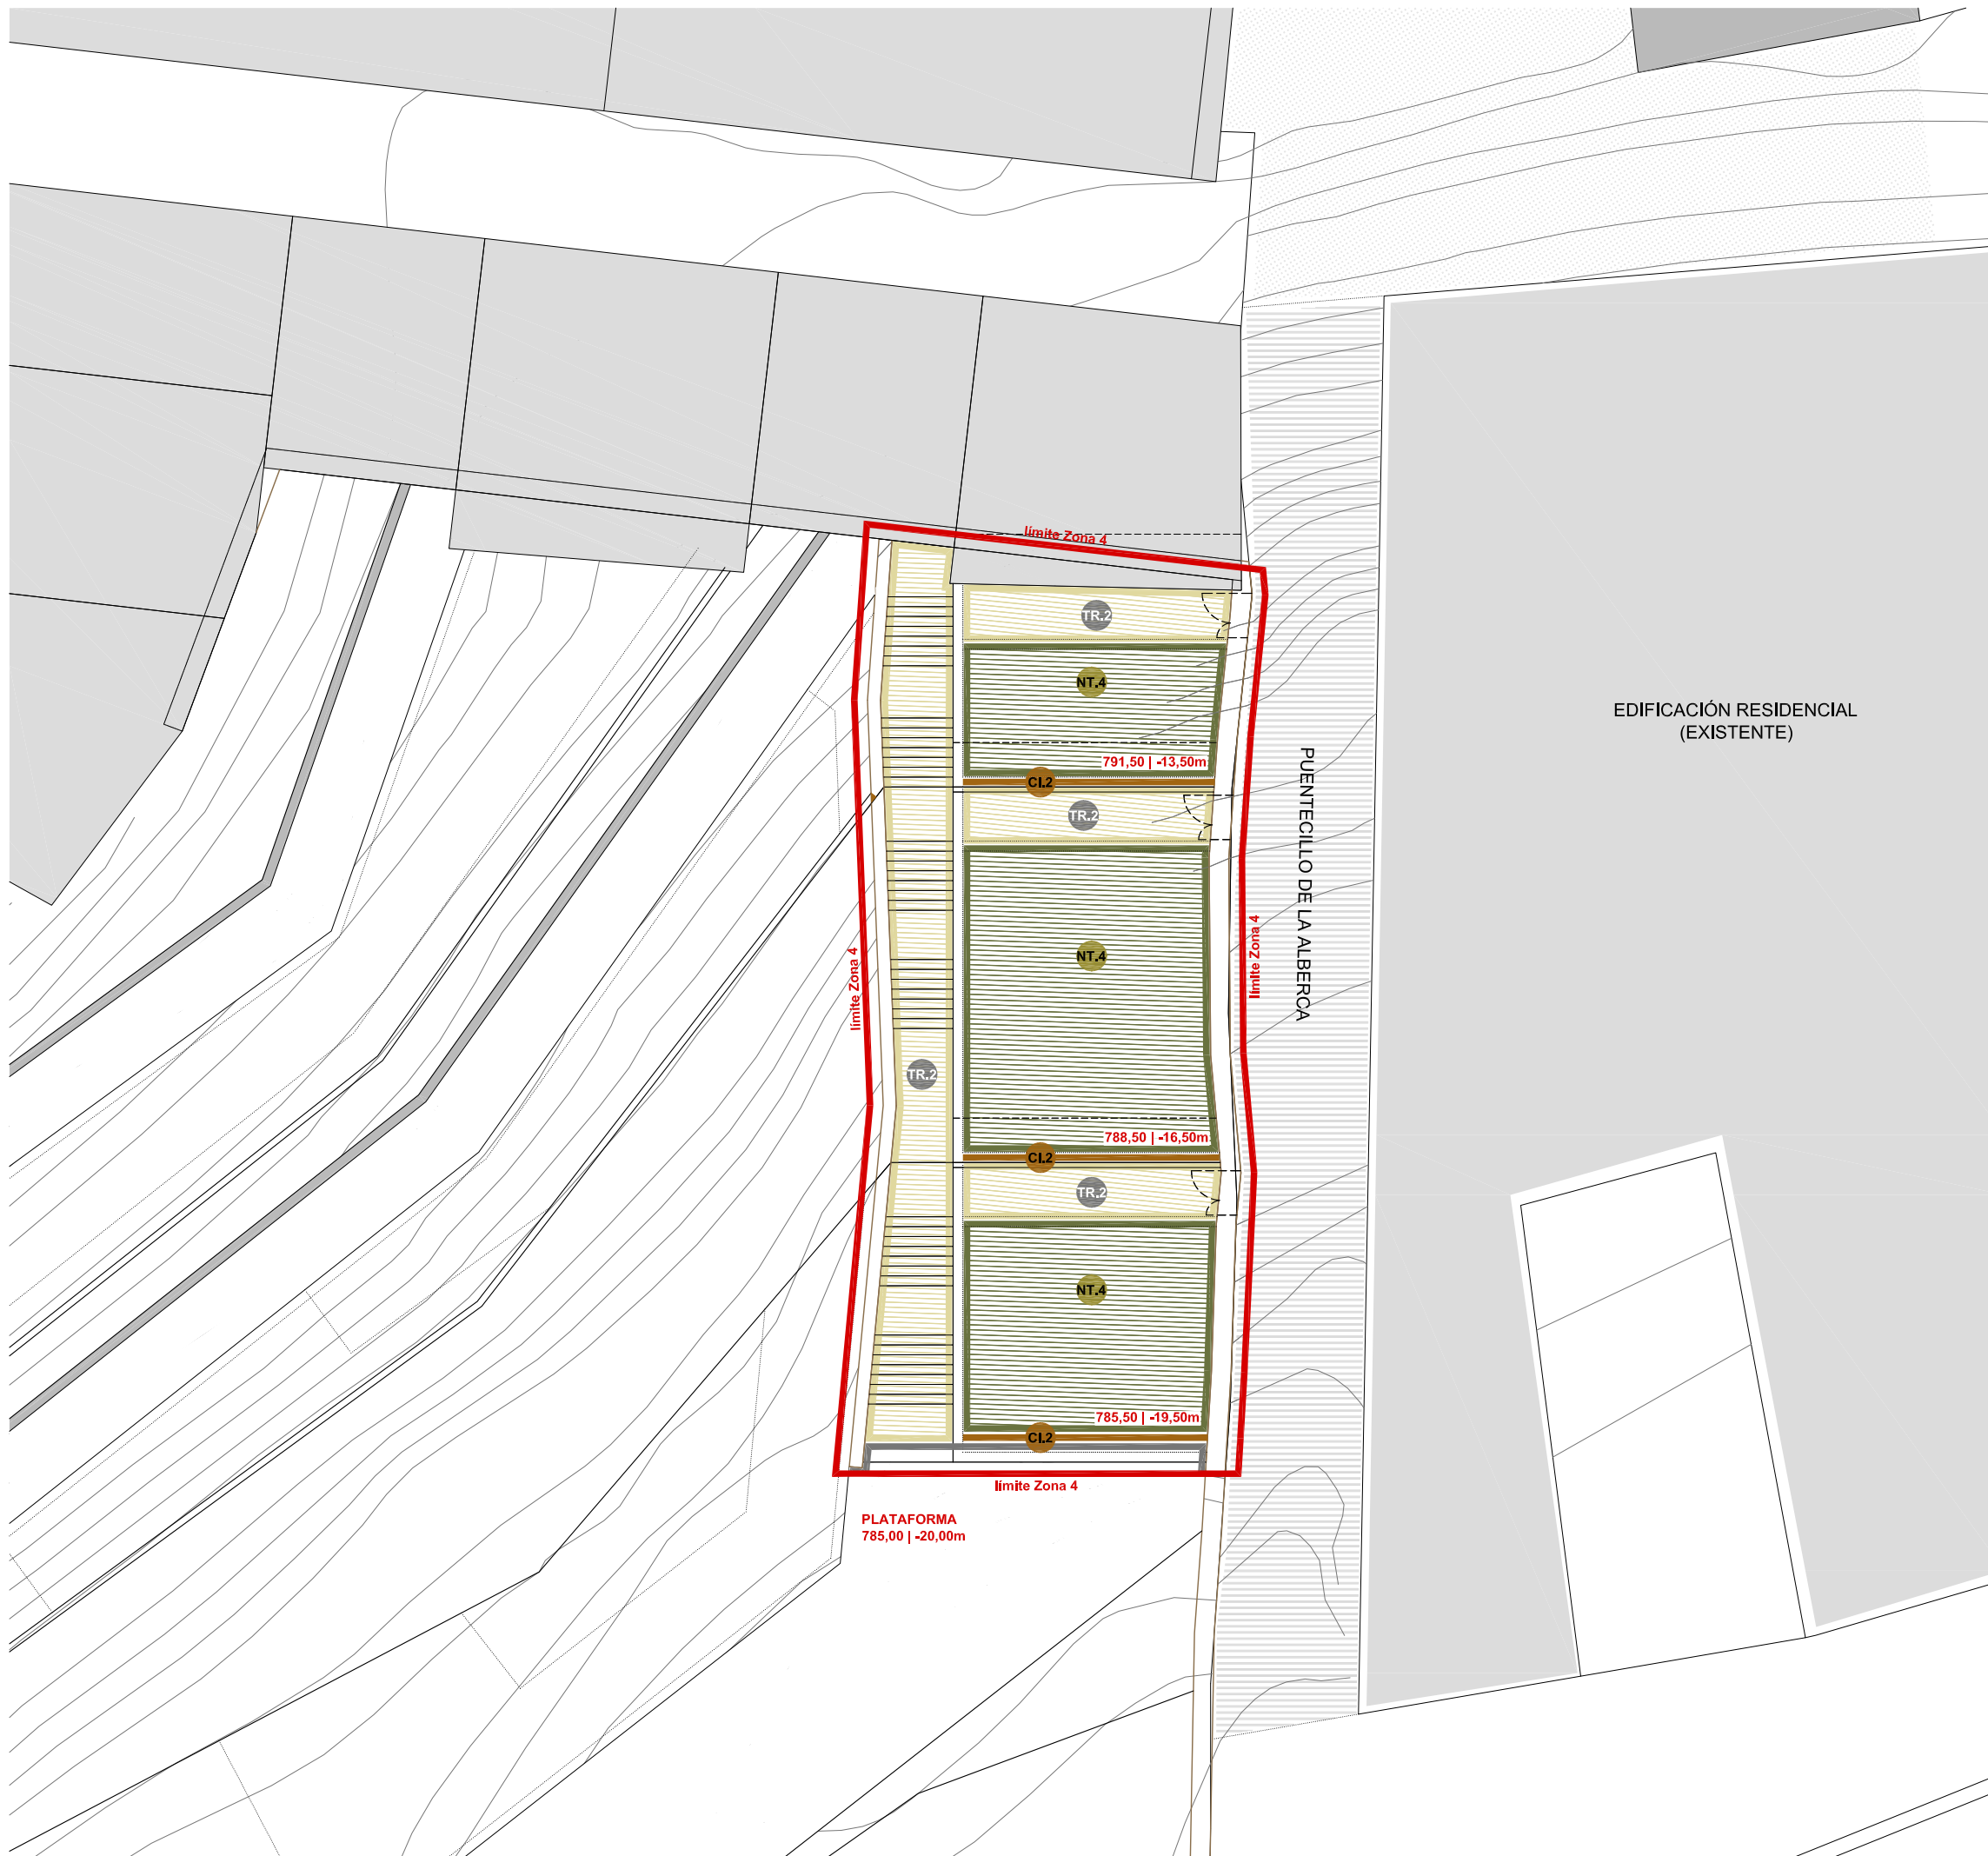 límite Zona 4
TR.2
NT.4
EDIFICACIÓN RESIDENCIAL
(EXISTENTE)
791,50 | -13,50m
CI.2
TR.2
PUENTECILLO DE LA ALBERCA
límite Zona 4
límite Zona 4
NT.4
TR.2
788,50 | -16,50m
CI.2
TR.2
NT.4
785,50 | -19,50m
CI.2
límite Zona 4
PLATAFORMA
785,00 | -20,00m